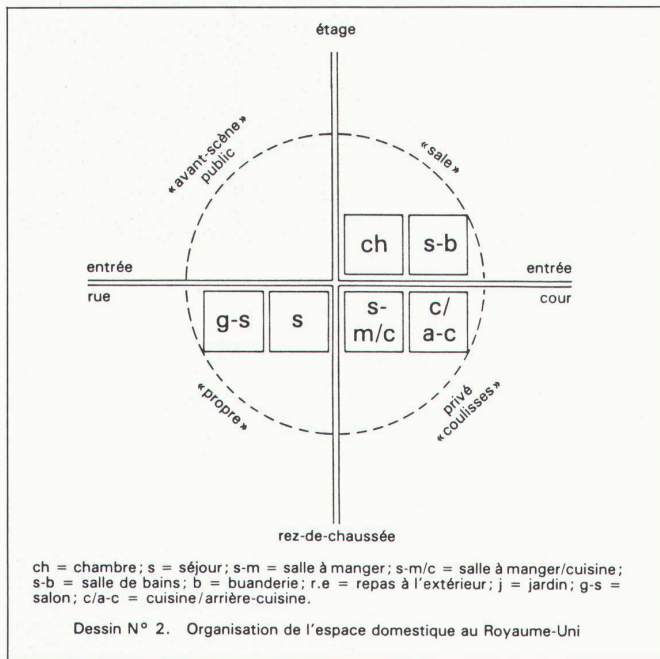 étage
«avant-scène»
public
«sale»
ch
s-b
entrée
entrée
rue
cour
g-s
s
s-
m/c
c/
a-c
«propre»
privé
«coulisses»
rez-de-chaussée
ch = chambre; s = séjour; s-m = salle à manger; s-m/c = salle à manger/cuisine;
s-b = salle de bains; b = buanderie; r.e = repas à l'extérieur; j = jardin; g-s =
salon; c/a-c = cuisine/arrière-cuisine.
Dessin Nº 2. Organisation de l'espace domestique au Royaume-Uni